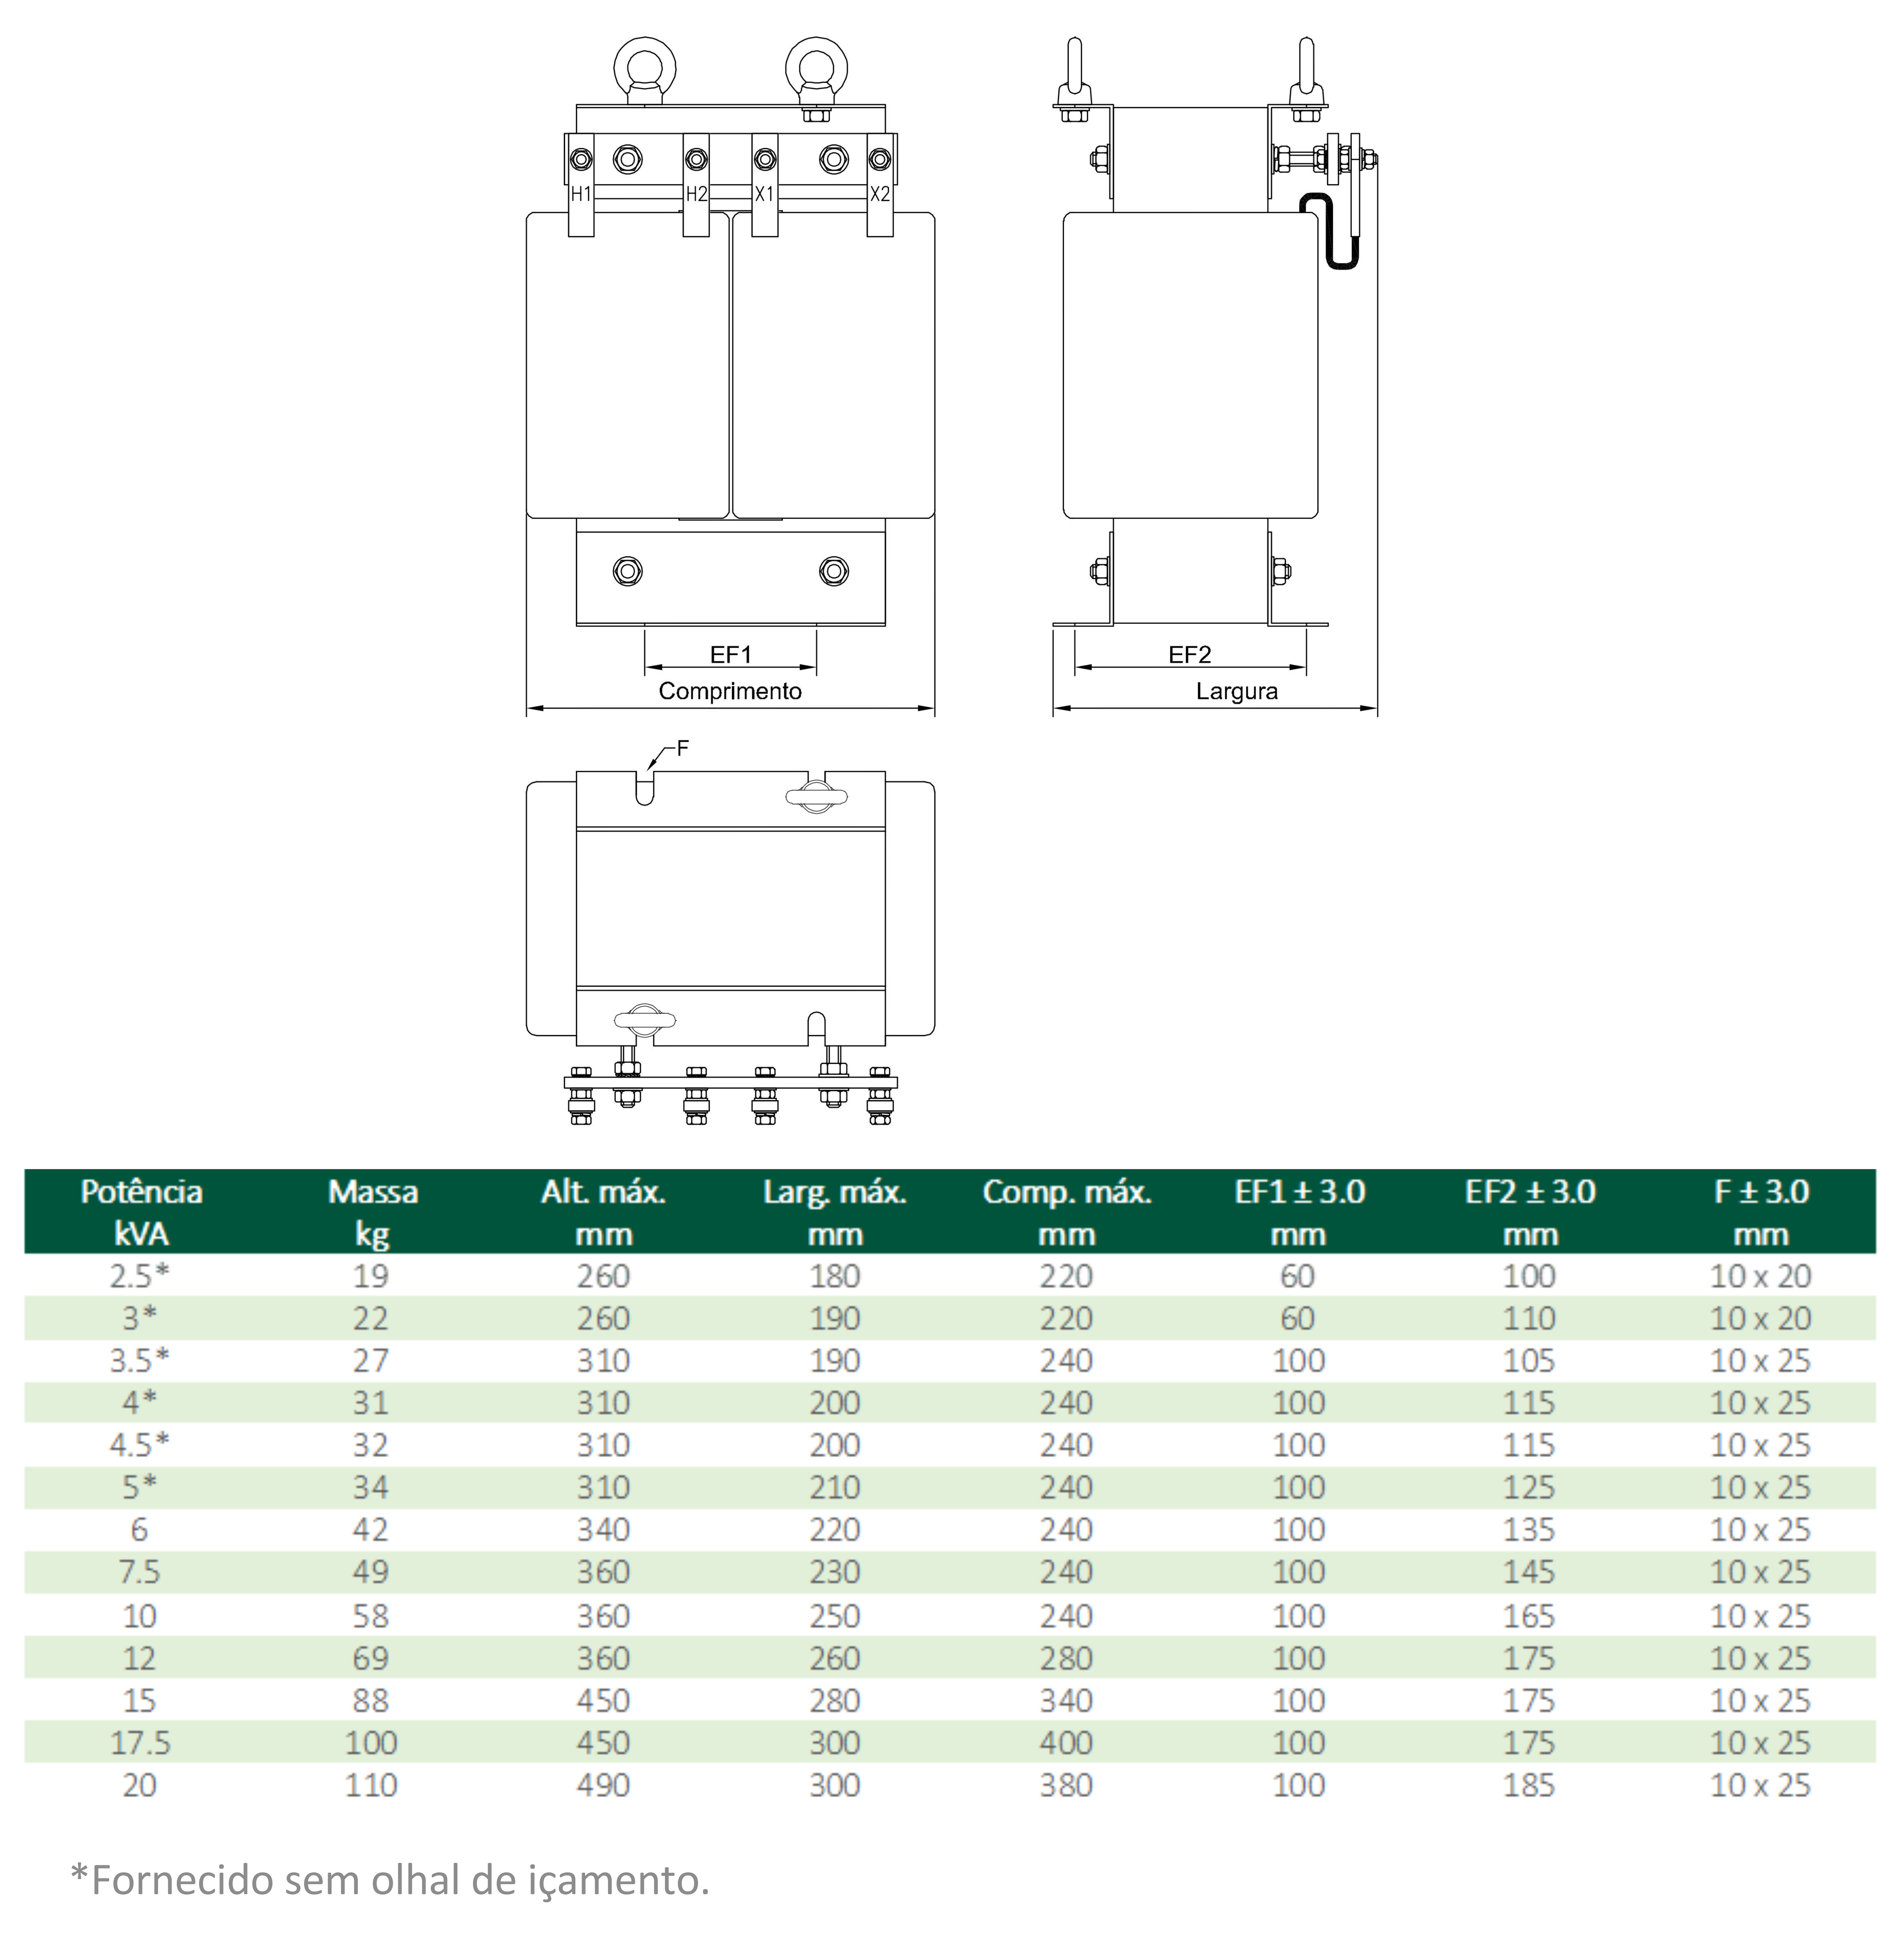 H1 H2 X1 X2
EF1
Comprimento
EF2
Largura
F
Potência Massa Alt. máx. Larg. máx. Comp. máx. EF1 ± 3.0 EF2 ± 3.0 F ± 3.0
kVA kg mm mm mm mm mm mm
2.5* 19 260 180 220 60 100 10 x 20
3* 22 260 190 220 60 110 10 x 20
3.5* 27 310 190 240 100 105 10 x 25
4* 31 310 200 240 100 115 10 x 25
4.5* 32 310 200 240 100 115 10 x 25
5* 34 310 210 240 100 125 10 x 25
6 42 340 220 240 100 135 10 x 25
7.5 49 360 230 240 100 145 10 x 25
10 58 360 250 240 100 165 10 x 25
12 69 360 260 280 100 175 10 x 25
15 88 450 280 340 100 175 10 x 25
17.5 100 450 300 400 100 175 10 x 25
20 110 490 300 380 100 185 10 x 25
*Fornecido sem olhal de içamento.